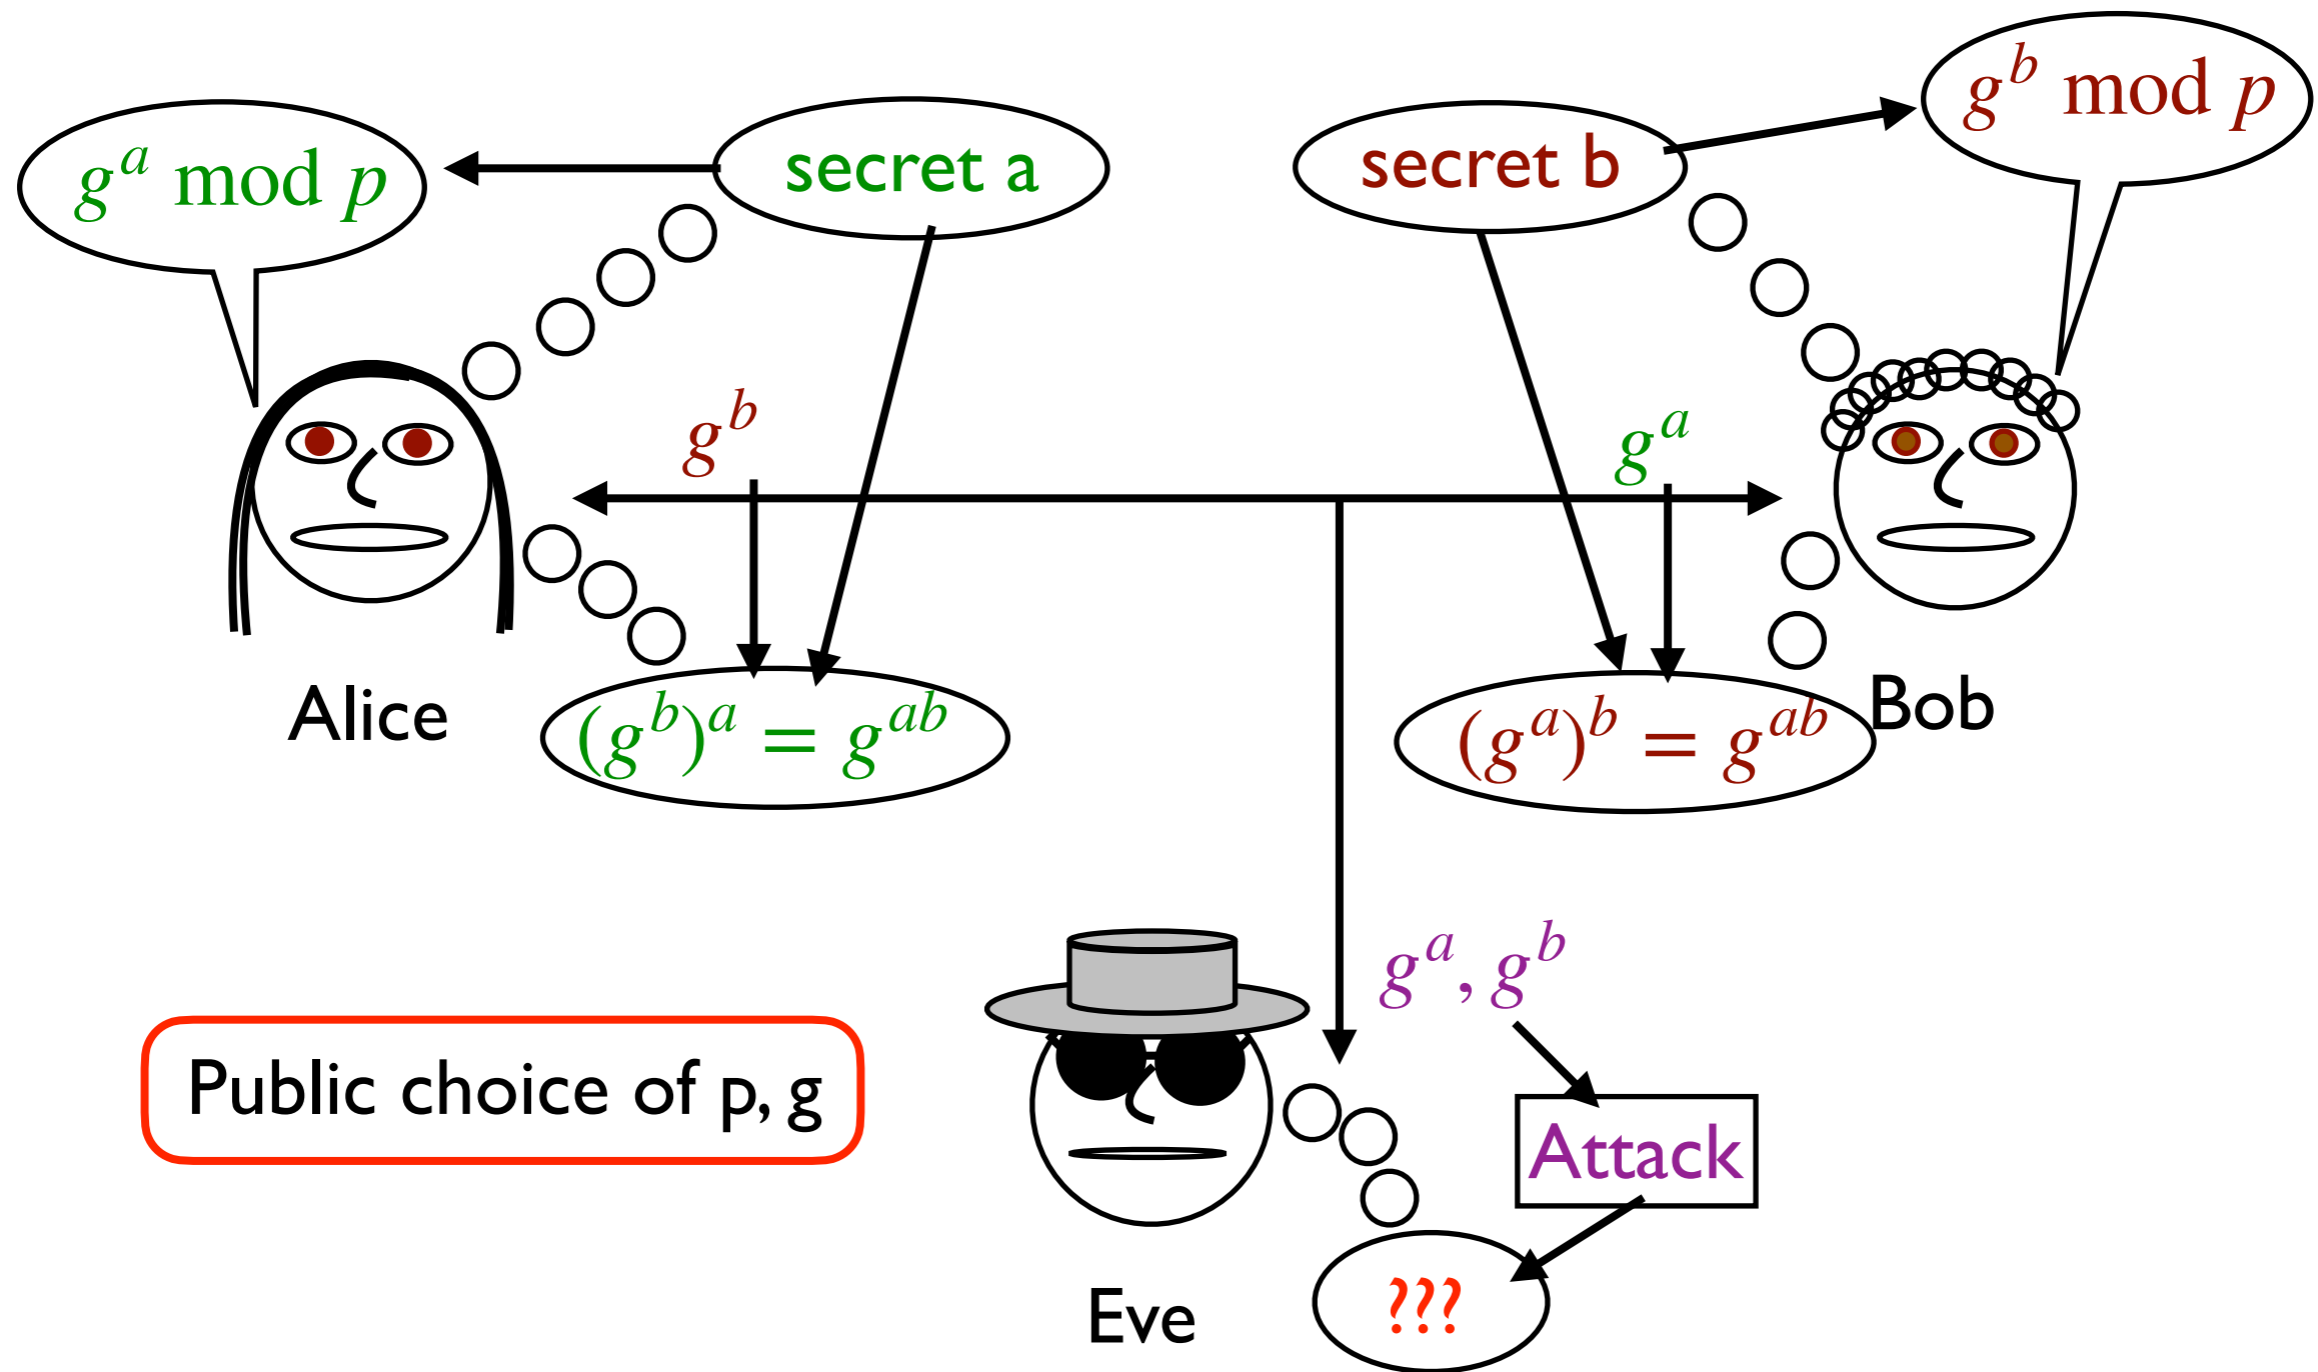 g^b mod p
g^a mod p
secret a
secret b
g^b
g^a
Alice
Bob
(g^b)^a = g^ab
(g^a)^b = g^ab
g^a, g^b
Public choice of p, g
Attack
Eve
???